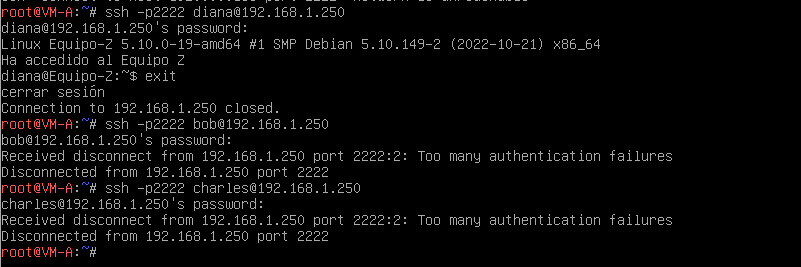 root@VM-A:~# ssh -p2222 diana@192.168.1.250
diana@192.168.1.250's password:
Linux Equipo-Z 5.10.0-19-amd64 #1 SMP Debian 5.10.149-2 (2022-10-21) x86_64
Ha accedido al Equipo Z
diana@Equipo-Z:~$ exit
cerrar sesión
Connection to 192.168.1.250 closed.
root@VM-A:~# ssh -p2222 bob@192.168.1.250
bob@192.168.1.250's password:
Received disconnect from 192.168.1.250 port 2222:2: Too many authentication failures
Disconnected from 192.168.1.250 port 2222
root@VM-A:~# ssh -p2222 charles@192.168.1.250
charles@192.168.1.250's password:
Received disconnect from 192.168.1.250 port 2222:2: Too many authentication failures
Disconnected from 192.168.1.250 port 2222
root@VM-A:~#